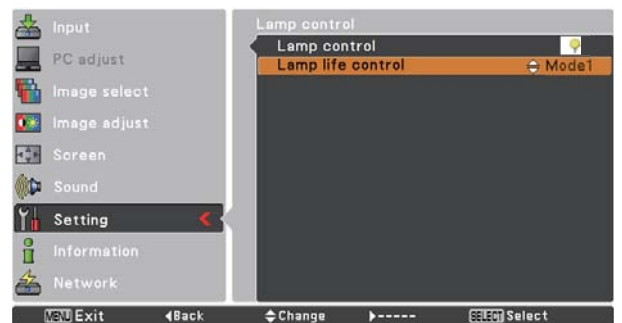 Input
PC adjust
Image select
Image adjust
Screen
Sound
Setting
Information
Network
Lamp control
Lamp control
Lamp life control Mode1
MENU Exit Back Change ----- SELECT Select